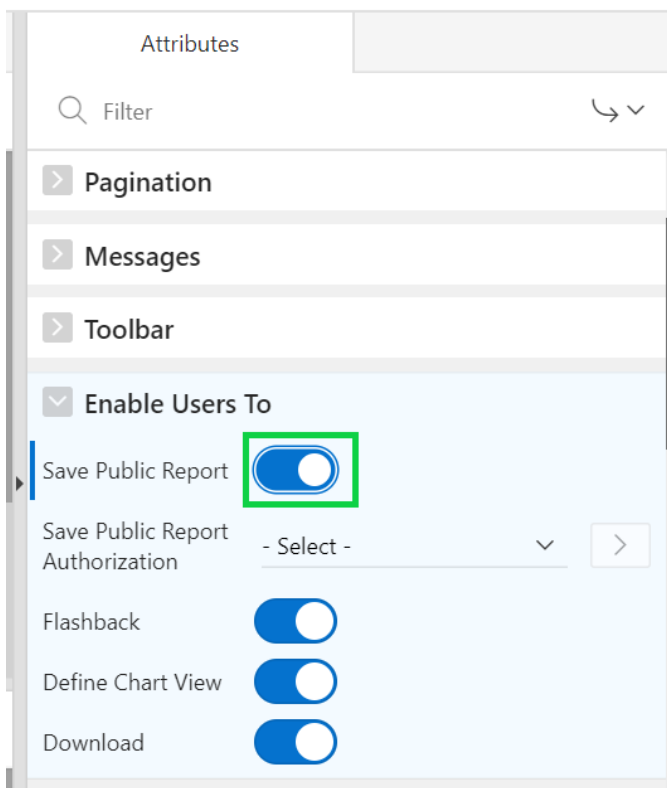 Attributes
Filter
Pagination
Messages
Toolbar
Enable Users To
Save Public Report
Save Public Report
Authorization
- Select -
Flashback
Define Chart View
Download